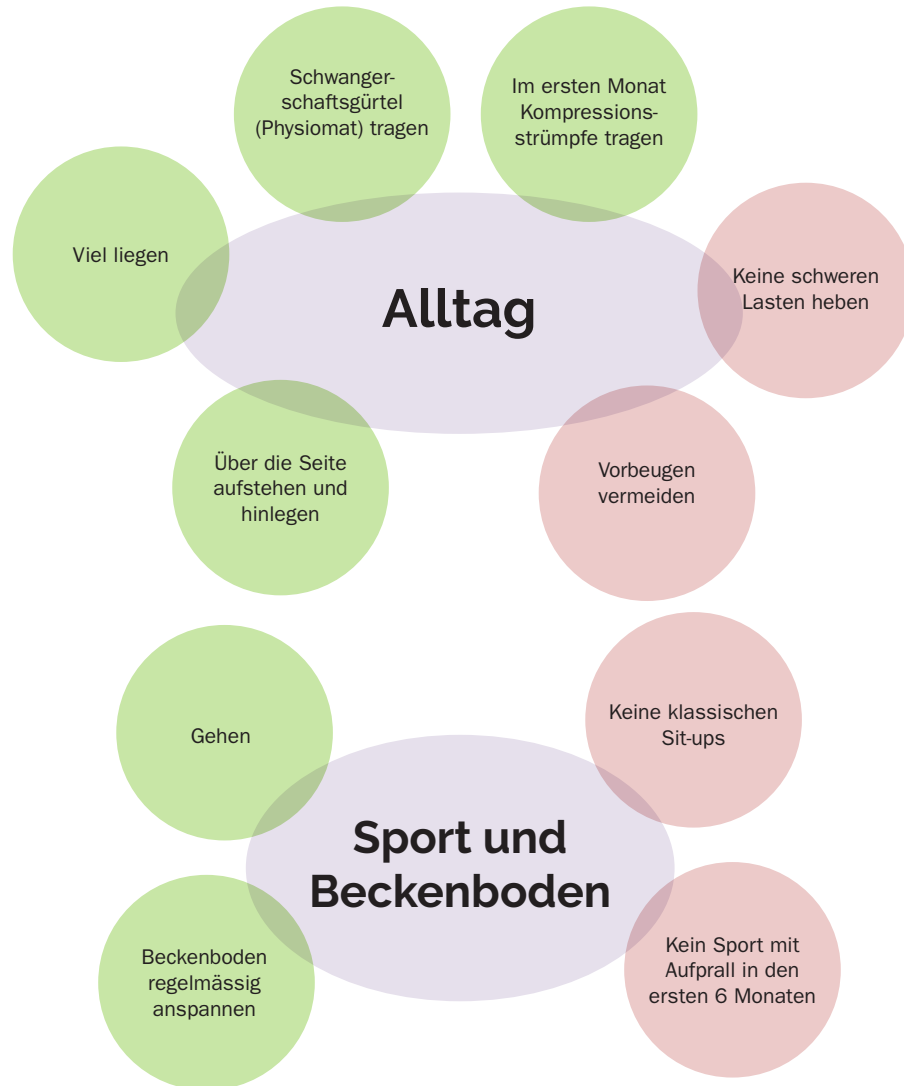 Schwanger-
schaftsgürtel
(Physiomat) tragen
Im ersten Monat
Kompressions-
strümpfe tragen
Viel liegen
Alltag
Keine schweren
Lasten heben
Über die Seite
aufstehen und
hinlegen
Vorbeugen
vermeiden
Gehen
Keine klassischen
Sit-ups
Sport und
Beckenboden
Beckenboden
regelmässig
anspannen
Kein Sport mit
Aufprall in den
ersten 6 Monaten